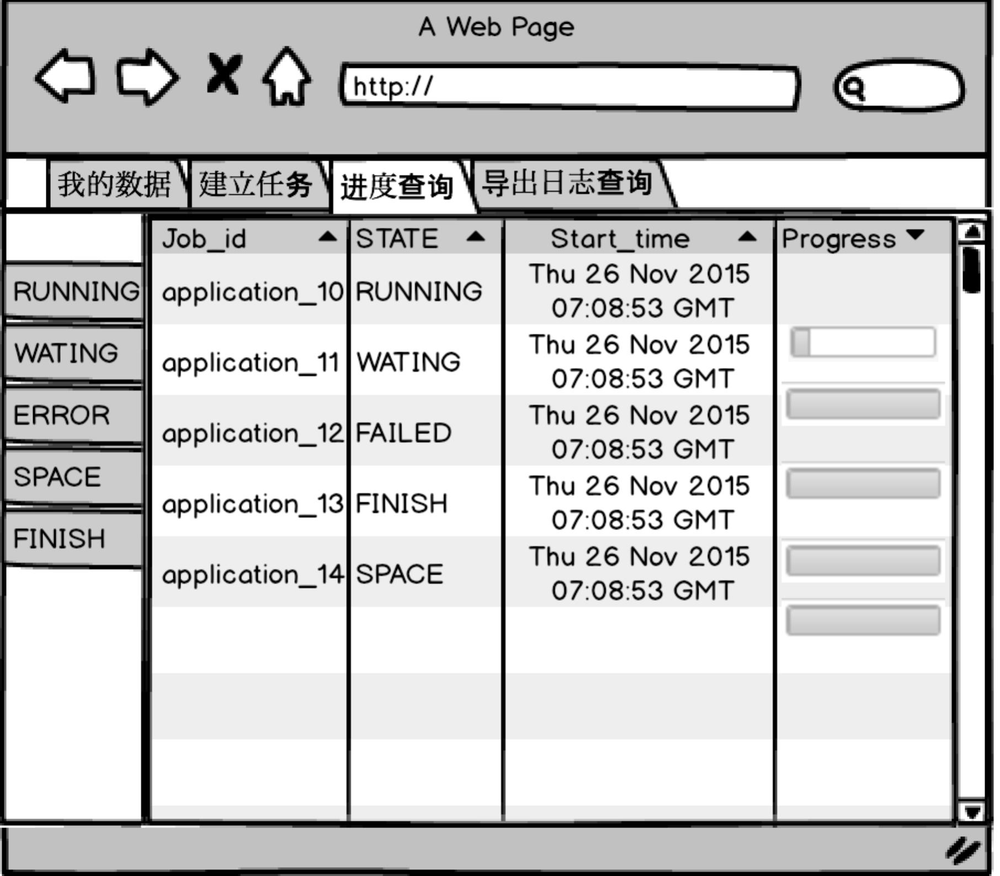 A Web Page
http://
我的数据 建立任务 进度查询 导出日志查询
Job_id STATE Start_time Progress
RUNNING
WATING
ERROR
SPACE
FINISH
application_10 RUNNING Thu 26 Nov 2015
07:08:53 GMT
application_11 WATING Thu 26 Nov 2015
07:08:53 GMT
application_12 FAILED Thu 26 Nov 2015
07:08:53 GMT
application_13 FINISH Thu 26 Nov 2015
07:08:53 GMT
application_14 SPACE Thu 26 Nov 2015
07:08:53 GMT